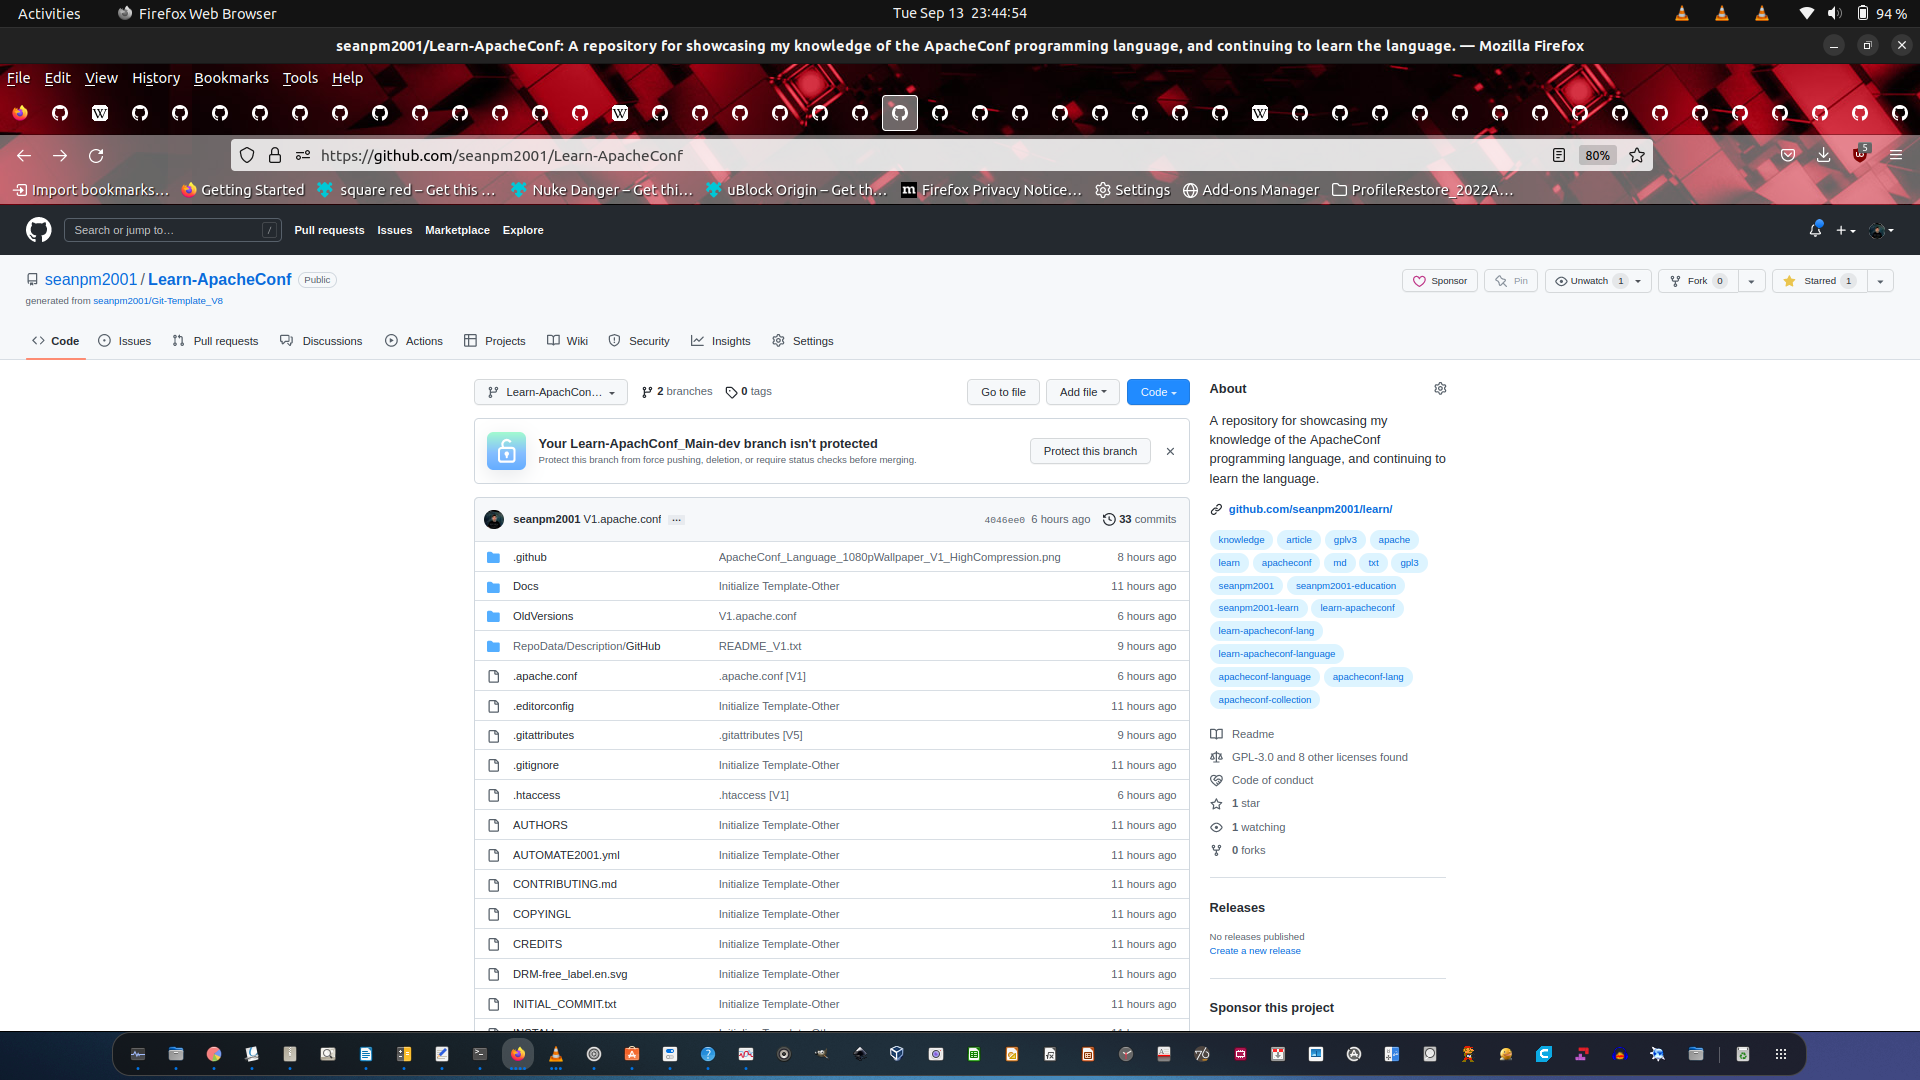 Activities
Firefox Web Browser
Tue Sep 13 23:44:54
94 %
seanpm2001/Learn-ApacheConf: A repository for showcasing my knowledge of the ApacheConf programming language, and continuing to learn the language. — Mozilla Firefox
File Edit View History Bookmarks Tools Help
https://github.com/seanpm2001/Learn-ApacheConf
80%
5
Import bookmarks…
Getting Started
square red – Get this …
Nuke Danger – Get thi…
uBlock Origin – Get th…
Firefox Privacy Notice…
Settings
Add-ons Manager
ProfileRestore_2022A…
Search or jump to…
/
Pull requests
Issues
Marketplace
Explore
seanpm2001 / Learn-ApacheConf
Public
generated from seanpm2001/Git-Template_V8
Sponsor
Pin
Unwatch 1
Fork 0
Starred 1
Code
Issues
Pull requests
Discussions
Actions
Projects
Wiki
Security
Insights
Settings
Learn-ApachCon…
2 branches
0 tags
Go to file
Add file
Code
Your Learn-ApachConf_Main-dev branch isn't protected
Protect this branch from force pushing, deletion, or require status checks before merging.
Protect this branch
seanpm2001 V1.apache.conf … 4046ee0 6 hours ago 33 commits
.github ApacheConf_Language_1080pWallpaper_V1_HighCompression.png 8 hours ago
Docs Initialize Template-Other 11 hours ago
OldVersions V1.apache.conf 6 hours ago
RepoData/Description/GitHub README_V1.txt 9 hours ago
.apache.conf .apache.conf [V1] 6 hours ago
.editorconfig Initialize Template-Other 11 hours ago
.gitattributes .gitattributes [V5] 9 hours ago
.gitignore Initialize Template-Other 11 hours ago
.htaccess .htaccess [V1] 6 hours ago
AUTHORS Initialize Template-Other 11 hours ago
AUTOMATE2001.yml Initialize Template-Other 11 hours ago
CONTRIBUTING.md Initialize Template-Other 11 hours ago
COPYINGL Initialize Template-Other 11 hours ago
CREDITS Initialize Template-Other 11 hours ago
DRM-free_label.en.svg Initialize Template-Other 11 hours ago
INITIAL_COMMIT.txt Initialize Template-Other 11 hours ago
About
A repository for showcasing my
knowledge of the ApacheConf
programming language, and continuing to
learn the language.
github.com/seanpm2001/learn/
knowledge article gplv3 apache
learn apacheconf md txt gpl3
seanpm2001 seanpm2001-education
seanpm2001-learn learn-apacheconf
learn-apacheconf-lang
learn-apacheconf-language
apacheconf-language apacheconf-lang
apacheconf-collection
Readme
GPL-3.0 and 8 other licenses found
Code of conduct
1 star
1 watching
0 forks
Releases
No releases published
Create a new release
Sponsor this project